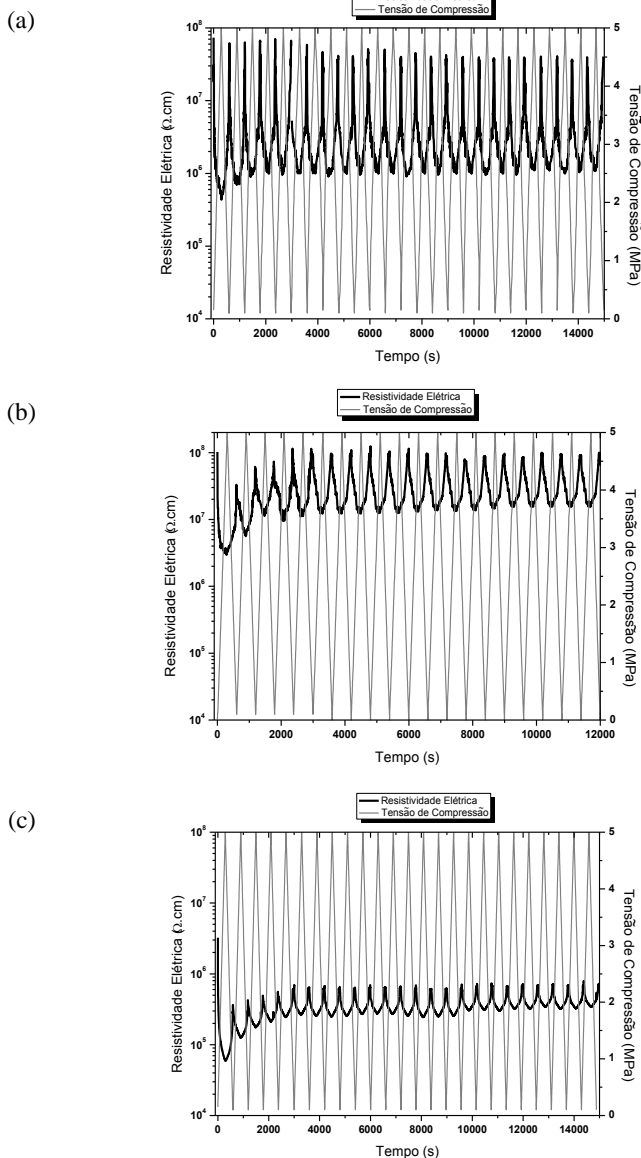 (a)
Tensão de Compressão
10⁸
10⁷
10⁶
10⁵
10⁴
Resistividade Elétrica (Ω.cm)
5
4
3
2
1
0
Tensão de Compressão (MPa)
0 2000 4000 6000 8000 10000 12000 14000
Tempo (s)
(b)
Resistividade Elétrica
Tensão de Compressão
10⁸
10⁷
10⁶
10⁵
10⁴
Resistividade Elétrica (Ω.cm)
5
4
3
2
1
0
Tensão de Compressão (MPa)
0 2000 4000 6000 8000 10000 12000
Tempo (s)
(c)
Resistividade Elétrica
Tensão de Compressão
10⁸
10⁷
10⁶
10⁵
10⁴
Resistividade Elétrica (Ω.cm)
5
4
3
2
1
0
Tensão de Compressão (MPa)
0 2000 4000 6000 8000 10000 12000 14000
Tempo (s)